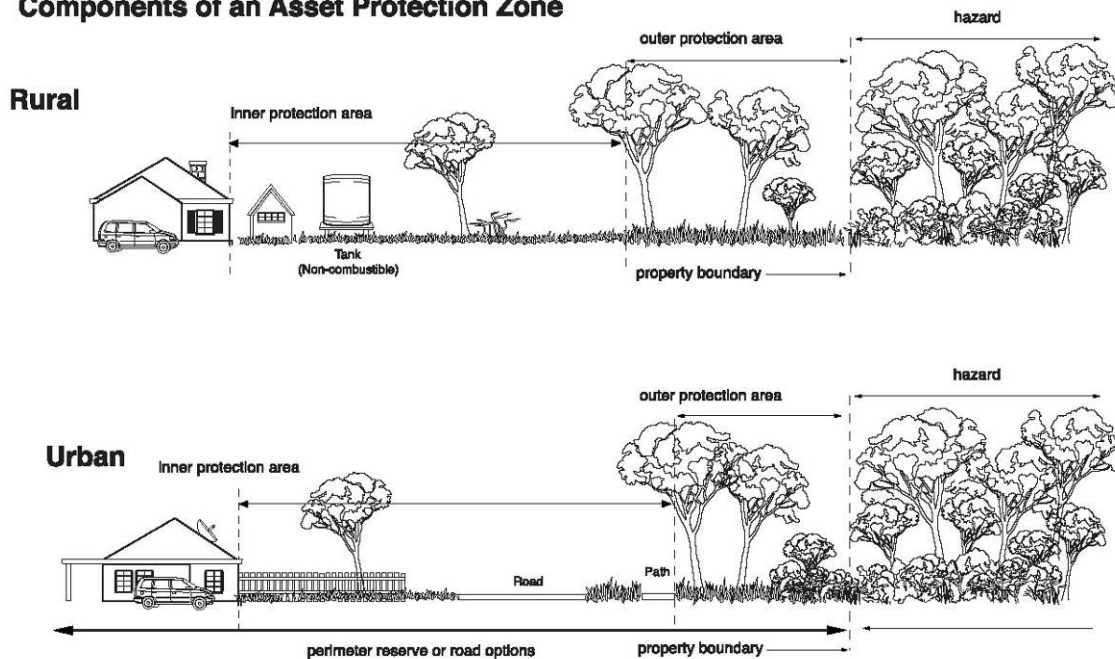 Components of an Asset Protection Zone
hazard
outer protection area
Rural
inner protection area
Tank
(Non-combustible)
property boundary
hazard
outer protection area
Urban
inner protection area
Road
Path
perimeter reserve or road options
property boundary